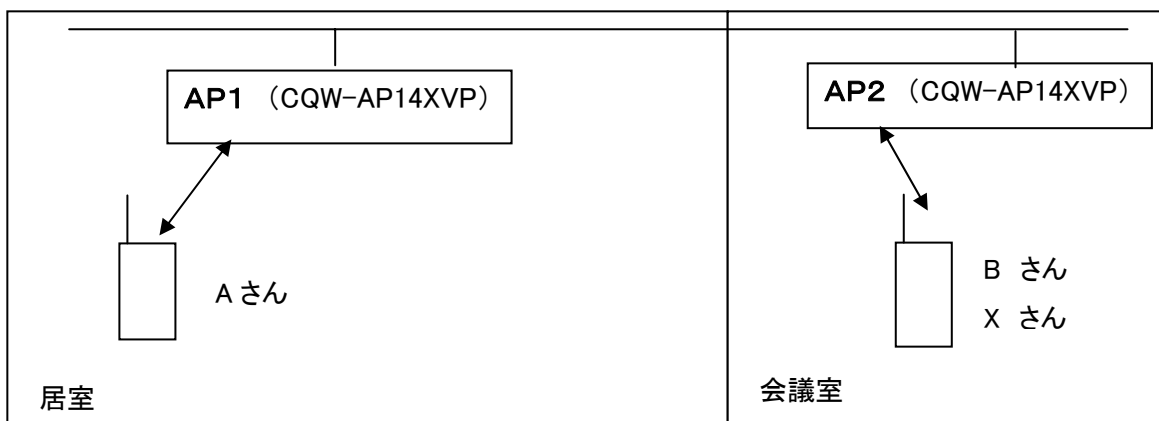 AP1 （CQW-AP14XVP）
AP2 （CQW-AP14XVP）
A さん
B さん
X さん
居室
会議室